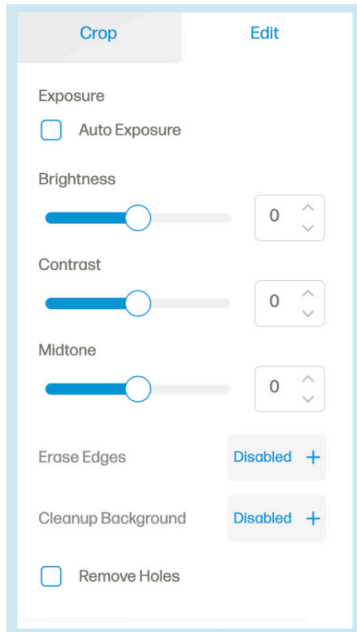 Crop Edit
Exposure
Auto Exposure
Brightness
0
Contrast
0
Midtone
0
Erase Edges Disabled +
Cleanup Background Disabled +
Remove Holes